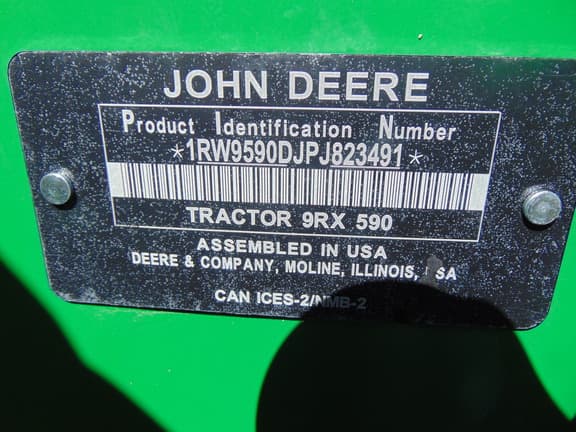 JOHN DEERE
Product Identification Number
*1RW9590DJPJ823491*
TRACTOR 9RX 590
ASSEMBLED IN USA
DEERE & COMPANY, MOLINE, ILLINOIS, USA
CAN ICES-2/NMB-2